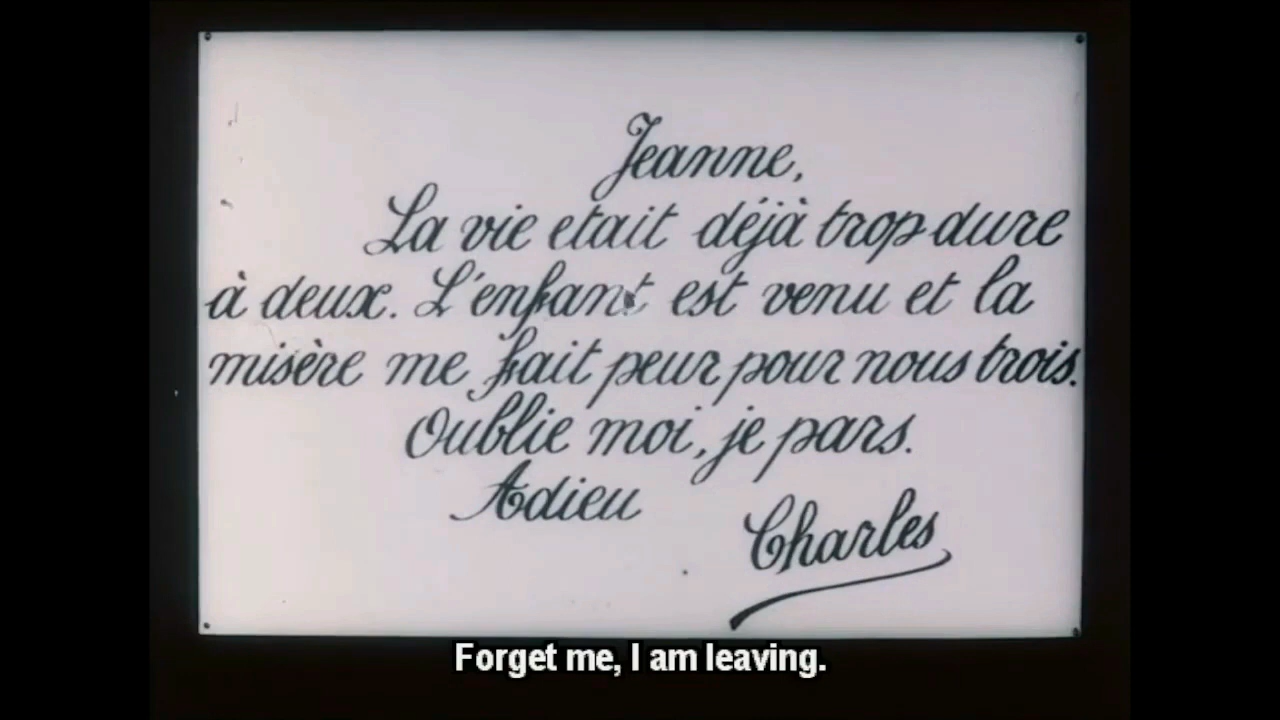 Jeanne,
La vie etait déjà trop dure
à deux. L'enfant est venu et la
misère me fait peur pour nous trois.
Oublie moi, je pars.
Adieu
Charles
Forget me, I am leaving.